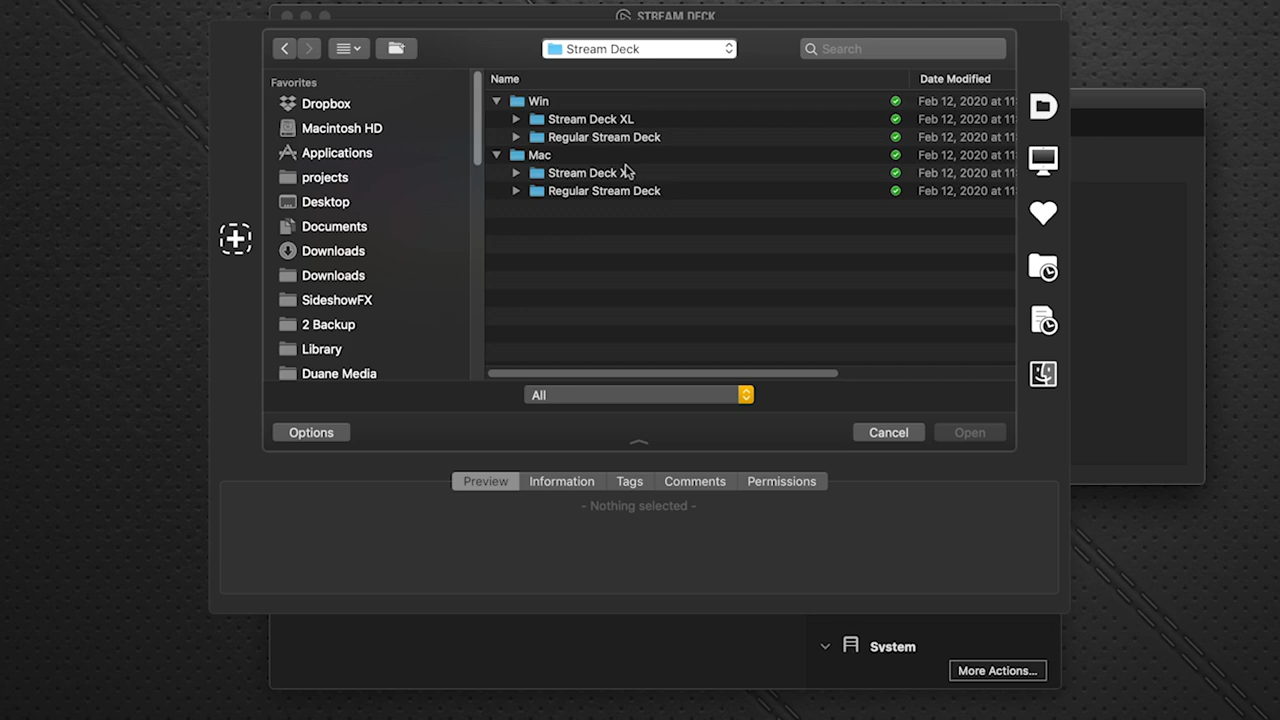 STREAM DECK
Stream Deck
Search
Favorites
Dropbox
Macintosh HD
Applications
projects
Desktop
Documents
Downloads
Downloads
SideshowFX
2 Backup
Library
Duane Media
Name Date Modified
Win Feb 12, 2020 at 11
Stream Deck XL Feb 12, 2020 at 11
Regular Stream Deck Feb 12, 2020 at 11
Mac Feb 12, 2020 at 11
Stream Deck Feb 12, 2020 at 11
Regular Stream Deck Feb 12, 2020 at 11
All
Options Cancel Open
Preview Information Tags Comments Permissions
- Nothing selected -
System
More Actions...